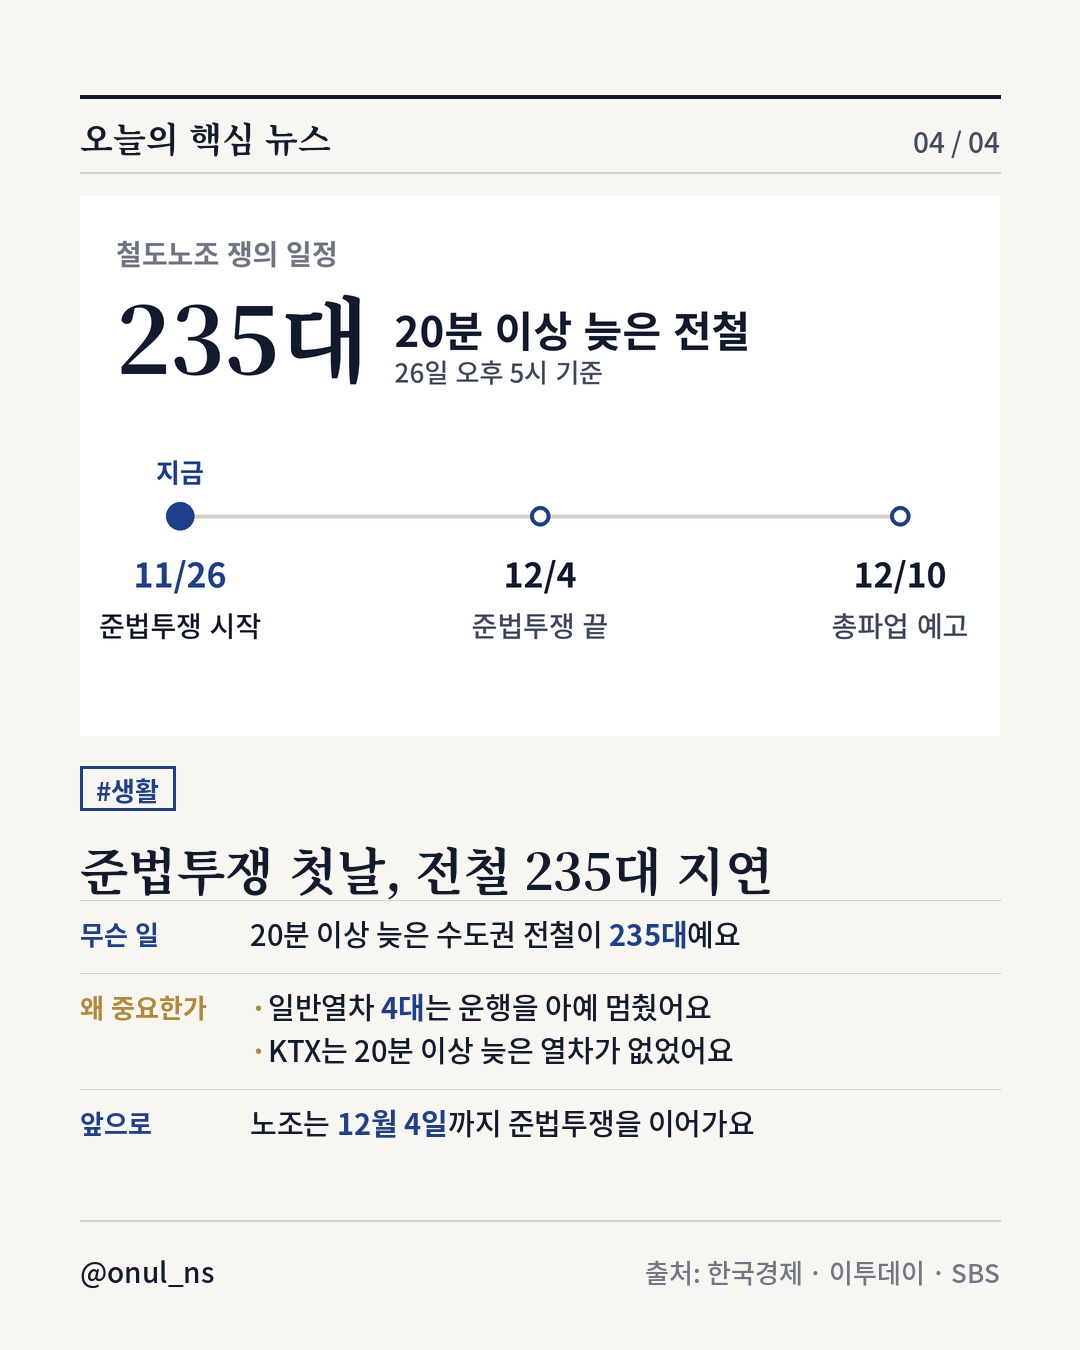 오늘의 핵심 뉴스
04 / 04
철도노조 쟁의 일정
235대
20분 이상 늦은 전철
26일 오후 5시 기준
지금
11/26
준법투쟁 시작
12/4
준법투쟁 끝
12/10
총파업 예고
#생활
준법투쟁 첫날, 전철 235대 지연
무슨 일
20분 이상 늦은 수도권 전철이 235대예요
왜 중요한가
· 일반열차 4대는 운행을 아예 멈췄어요
· KTX는 20분 이상 늦은 열차가 없었어요
앞으로
노조는 12월 4일까지 준법투쟁을 이어가요
@onul_ns
출처: 한국경제 · 이투데이 · SBS